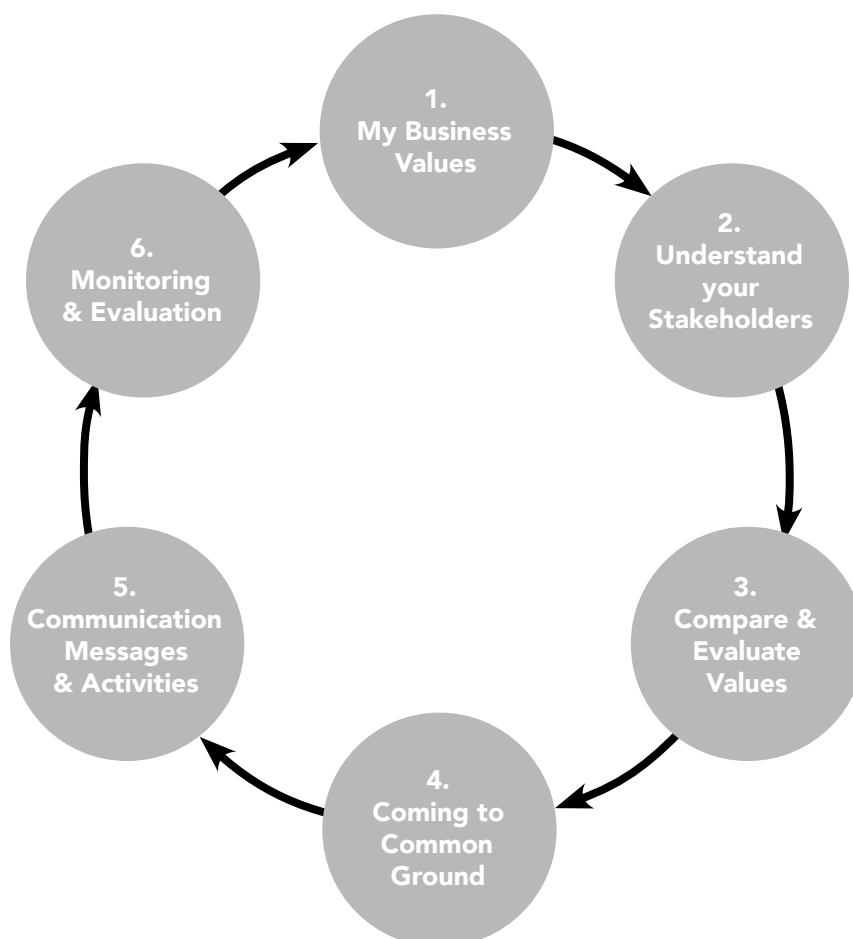 1.
My Business
Values
2.
Understand
your
Stakeholders
3.
Compare &
Evaluate
Values
4.
Coming to
Common
Ground
5.
Communication
Messages
& Activities
6.
Monitoring
& Evaluation